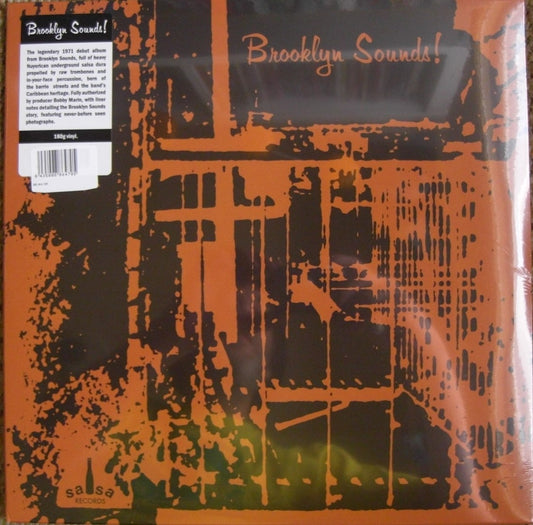 Brooklyn Sounds!
The legendary 1971 debut album
from Brooklyn Sounds, full of heavy
Nuyorican underground salsa dura
propelled by raw trombones and
in-your-face percussion, born of
the barrio streets and the band's
Caribbean heritage. Fully authorized
by producer Bobby Marin, with liner
notes detailing the Brooklyn Sounds
story, featuring never-before seen
photographs.
180g vinyl.
Brooklyn Sounds!
salsa
RECORDS